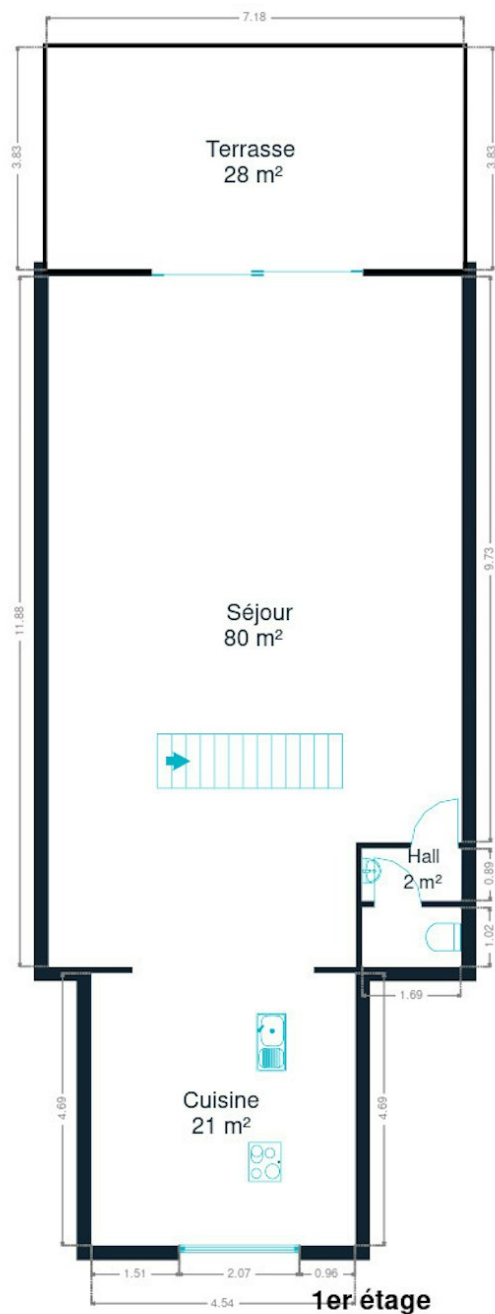 7.18
3.83
3.83
Terrasse
28 m²
11.88
9.73
Séjour
80 m²
Hall
2 m²
0.89
1.02
1.69
4.69
4.69
Cuisine
21 m²
1.51
2.07
0.96
4.54
1er étage